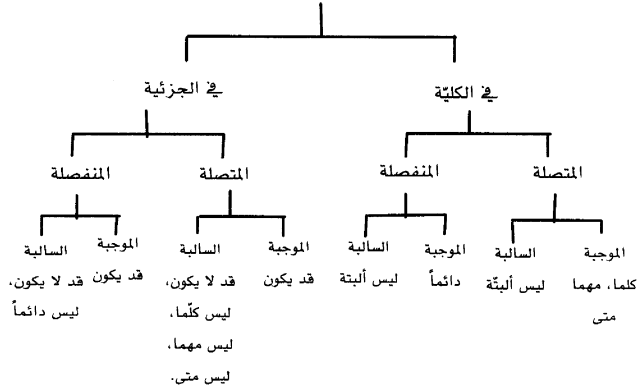 في الكليّة
في الجزئية
المتصلة
المنفصلة
المتصلة
المنفصلة
الموجبة
كلما، مهما
متى
السالبة
ليس ألبتّة
الموجبة
دائماً
السالبة
ليس ألبتة
الموجبة
قد يكون
السالبة
قد لا يكون،
ليس كلّما،
ليس مهما،
ليس متى.
الموجبة
قد يكون
السالبة
قد لا يكون،
ليس دائماً